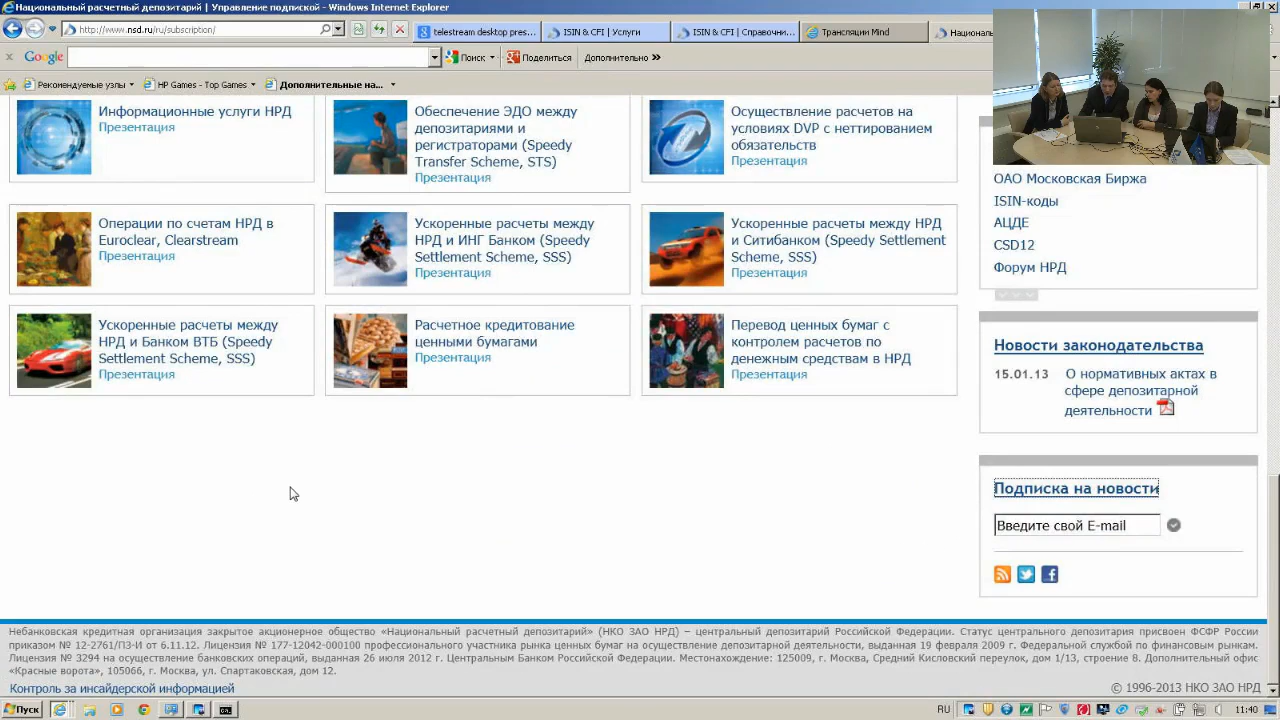 Национальный расчетный депозитарий | Управление подпиской - Windows Internet Explorer
http://www.nsd.ru/ru/subscription/
telestream desktop pres...
ISIN & CFI | Услуги
ISIN & CFI | Справочни...
Трансляции Mind
Национал
Google
Поиск
Поделиться
Дополнительно »
Рекомендуемые узлы
HP Games - Top Games
Дополнительные на...
Информационные услуги НРД
Презентация
Обеспечение ЭДО между
депозитариями и
регистраторами (Speedy
Transfer Scheme, STS)
Презентация
Осуществление расчетов на
условиях DVP с неттированием
обязательств
Презентация
Операции по счетам НРД в
Euroclear, Clearstream
Презентация
Ускоренные расчеты между
НРД и ИНГ Банком (Speedy
Settlement Scheme, SSS)
Презентация
Ускоренные расчеты между НРД
и Ситибанком (Speedy Settlement
Scheme, SSS)
Презентация
Ускоренные расчеты между
НРД и Банком ВТБ (Speedy
Settlement Scheme, SSS)
Презентация
Расчетное кредитование
ценными бумагами
Презентация
Перевод ценных бумаг с
контролем расчетов по
денежным средствам в НРД
Презентация
ОАО Московская Биржа
ISIN-коды
АЦДЕ
CSD12
Форум НРД
Новости законодательства
15.01.13 О нормативных актах в
сфере депозитарной
деятельности
Подписка на новости
Введите свой E-mail
Небанковская кредитная организация закрытое акционерное общество «Национальный расчетный депозитарий» (НКО ЗАО НРД) – центральный депозитарий Российской Федерации. Статус центрального депозитария присвоен ФСФР России
приказом № 12-2761/ПЗ-И от 6.11.12. Лицензия № 177-12042-000100 профессионального участника рынка ценных бумаг на осуществление депозитарной деятельности, выданная 19 февраля 2009 г. Федеральной службой по финансовым рынкам.
Лицензия № 3294 на осуществление банковских операций, выданная 26 июля 2012 г. Центральным Банком Российской Федерации. Местонахождение: 125009, г. Москва, Средний Кисловский переулок, дом 1/13, строение 8. Дополнительный офис
«Красные ворота», 105066, г. Москва, ул. Спартаковская, дом 12.
Контроль за инсайдерской информацией
© 1996-2013 НКО ЗАО НРД
Пуск
RU
11:40